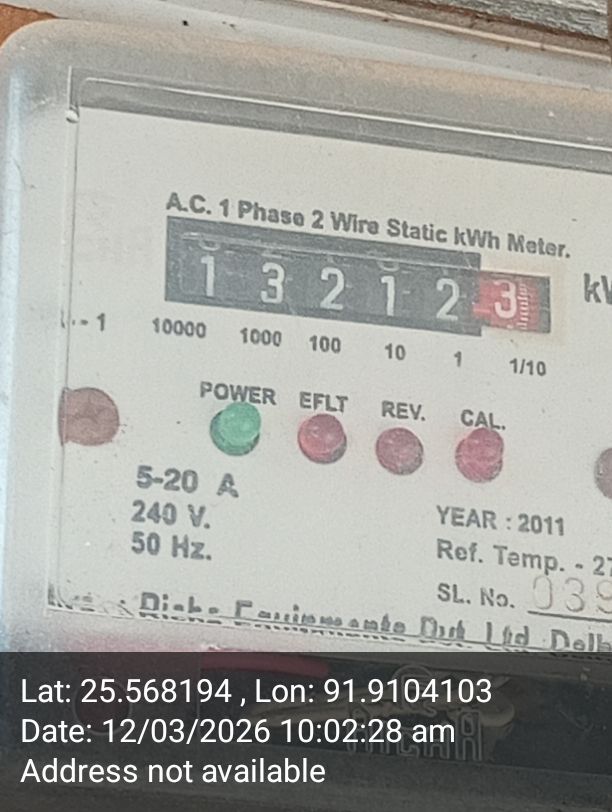 A.C. 1 Phase 2 Wire Static kWh Meter.
1 3 2 1 2 3
10000 1000 100 10 1 1/10
POWER EFLT REV. CAL.
5-20 A
240 V.
50 Hz.
YEAR : 2011
Ref. Temp. - 27
SL. No. 039
Lat: 25.568194 , Lon: 91.9104103
Date: 12/03/2026 10:02:28 am
Address not available